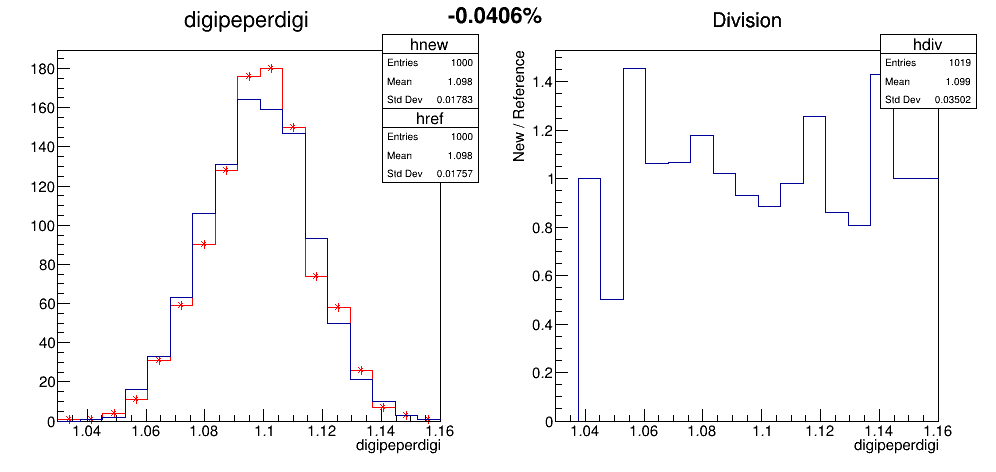 -0.0406%
digipeperdigi
hnew
Entries 1000
Mean 1.098
Std Dev 0.01783
href
Entries 1000
Mean 1.098
Std Dev 0.01757
180
160
140
120
100
80
60
40
20
0
1.04 1.06 1.08 1.1 1.12 1.14 1.16
digipeperdigi
Division
hdiv
Entries 1019
Mean 1.099
Std Dev 0.03502
New / Reference
1.4
1.2
1
0.8
0.6
0.4
0.2
0
1.04 1.06 1.08 1.1 1.12 1.14 1.16
digipeperdigi